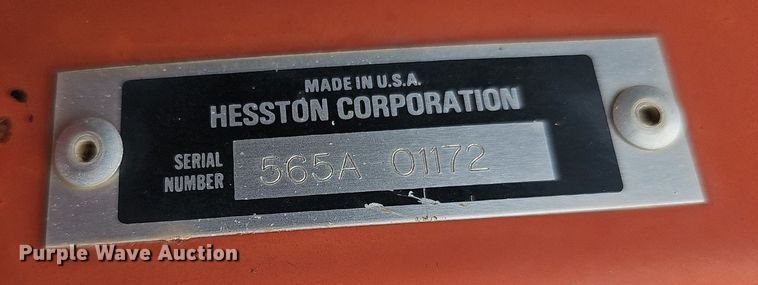 MADE IN U.S.A.
HESSTON CORPORATION
SERIAL
NUMBER
565A 01172
Purple Wave Auction